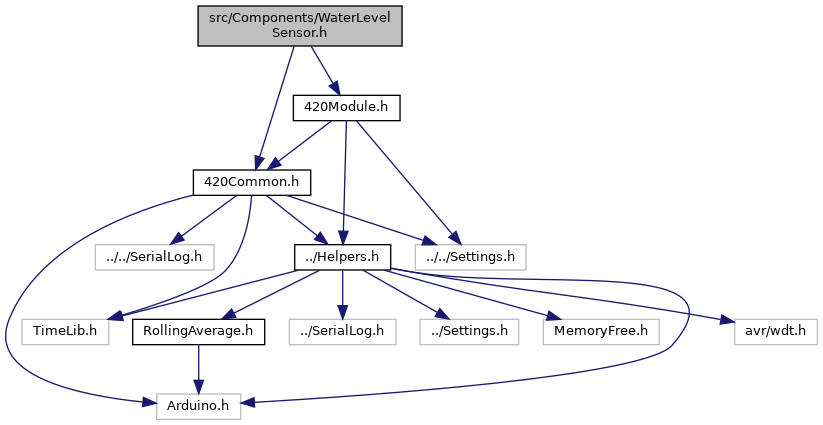 src/Components/WaterLevel
Sensor.h
420Module.h
420Common.h
../../SerialLog.h
../Helpers.h
../../Settings.h
TimeLib.h
RollingAverage.h
../SerialLog.h
../Settings.h
MemoryFree.h
avr/wdt.h
Arduino.h